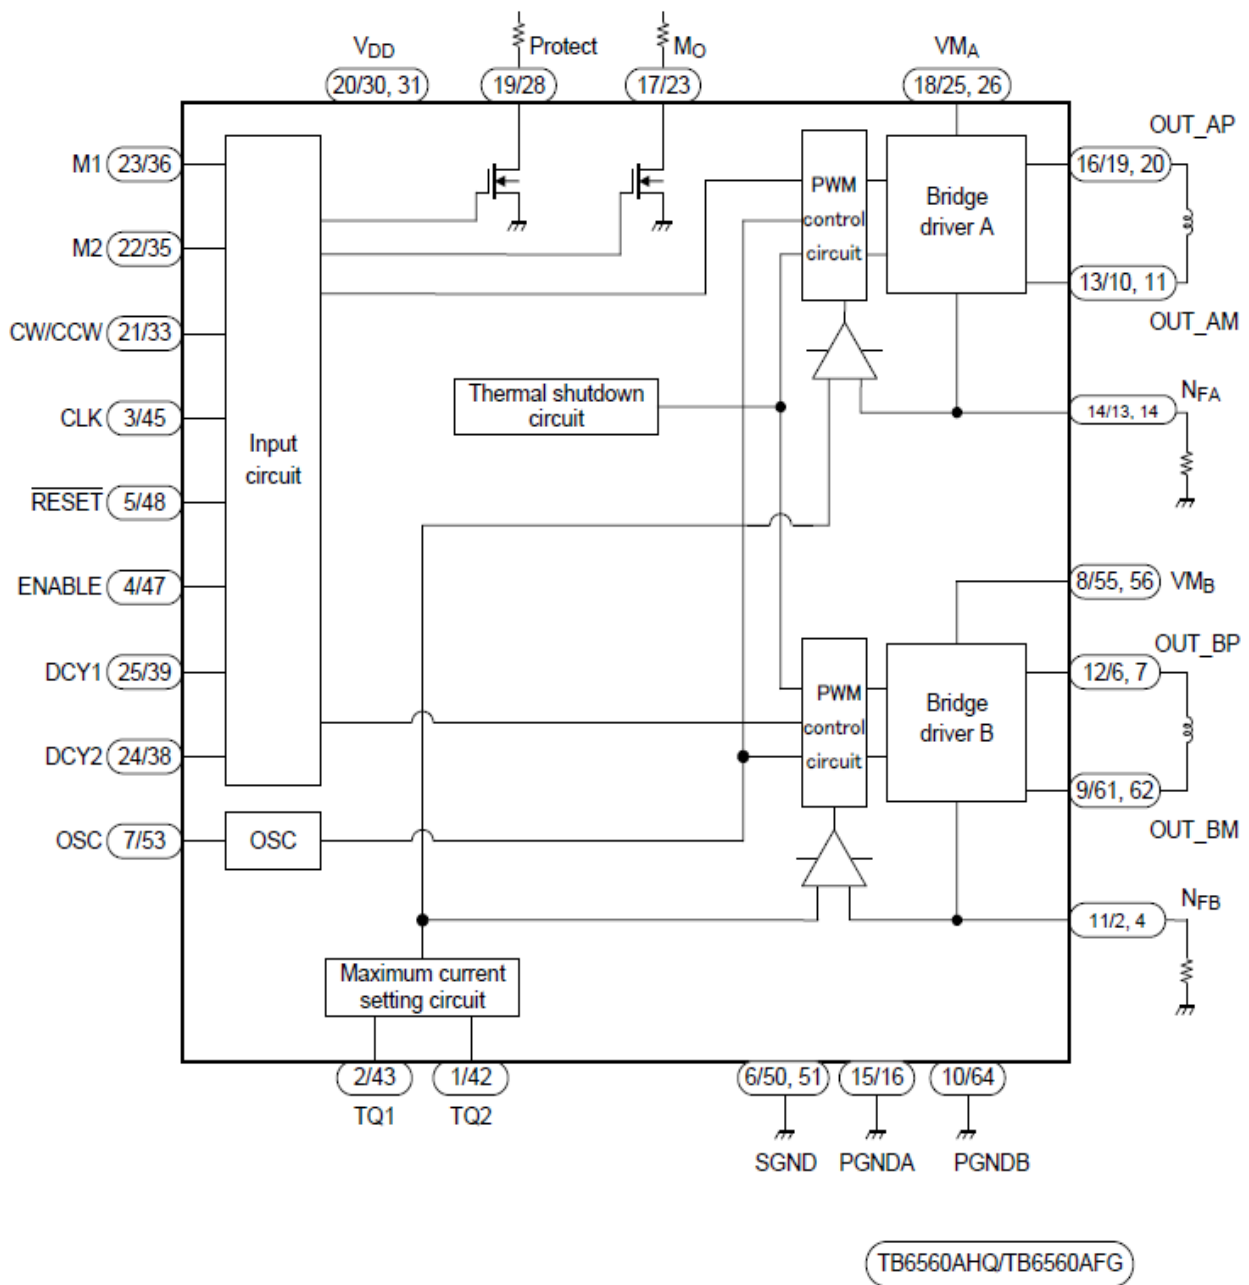 VDD
Protect
MO
VMA
20/30, 31
19/28
17/23
18/25, 26
OUT_AP
M1
23/36
16/19, 20
PWM
control
circuit
Bridge
driver A
M2
22/35
13/10, 11
OUT_AM
CW/CCW
21/33
Thermal shutdown
circuit
NFA
14/13, 14
CLK
3/45
Input
circuit
RESET
5/48
ENABLE
4/47
8/55, 56
VMB
OUT_BP
DCY1
25/39
12/6, 7
PWM
control
circuit
Bridge
driver B
DCY2
24/38
9/61, 62
OUT_BM
OSC
7/53
OSC
NFB
11/2, 4
Maximum current
setting circuit
2/43
1/42
6/50, 51
15/16
10/64
TQ1
TQ2
SGND
PGNDA
PGNDB
TB6560AHQ/TB6560AFG